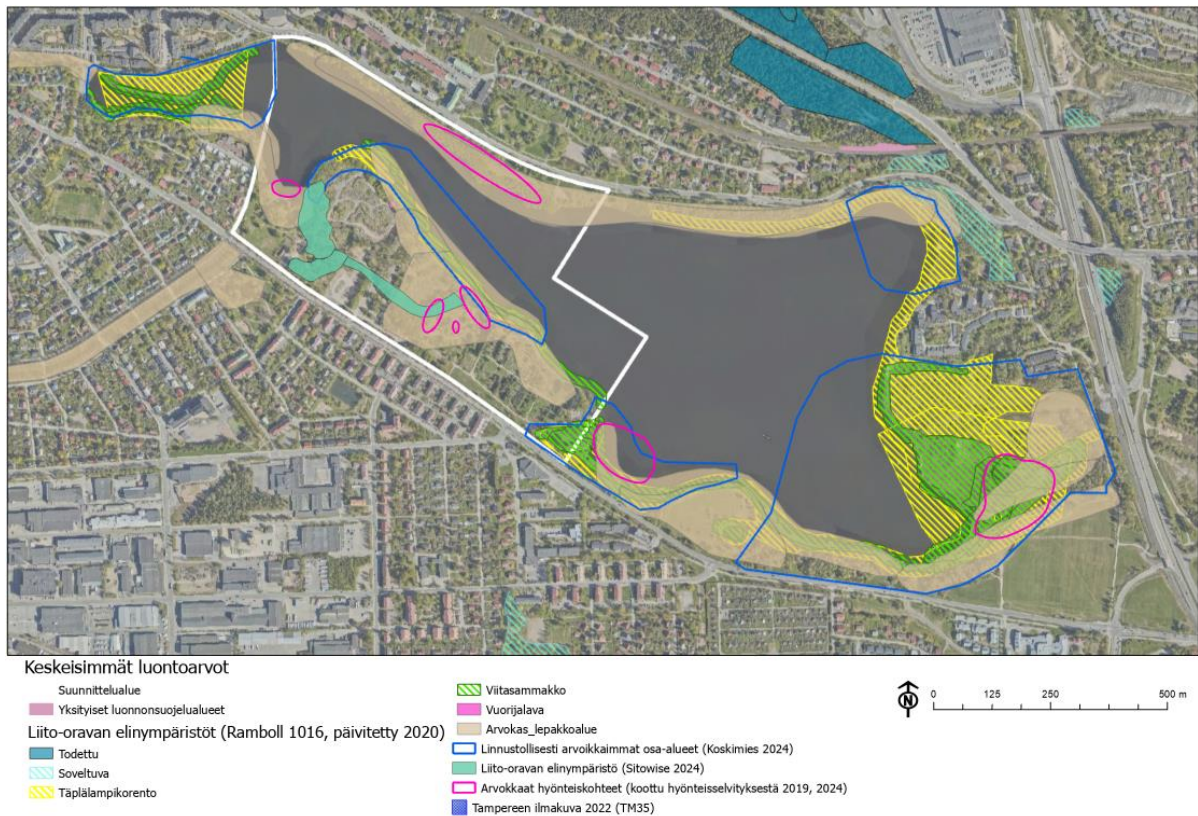 Keskeisimmät luontoarvot
Suunnittelualue
Yksityiset luonnonsuojelualueet
Liito-oravan elinympäristöt (Ramboll 1016, päivitetty 2020)
Todettu
Soveltuva
Täplälampikorento
Viitasammakko
Vuorijalava
Arvokas_lepakkoalue
Linnustollisesti arvoikkaimmat osa-alueet (Koskimies 2024)
Liito-oravan elinympäristö (Sitowise 2024)
Arvokkaat hyönteiskohteet (koottu hyönteisselvityksestä 2019, 2024)
Tampereen ilmakuva 2022 (TM35)
N
0 125 250 500 m